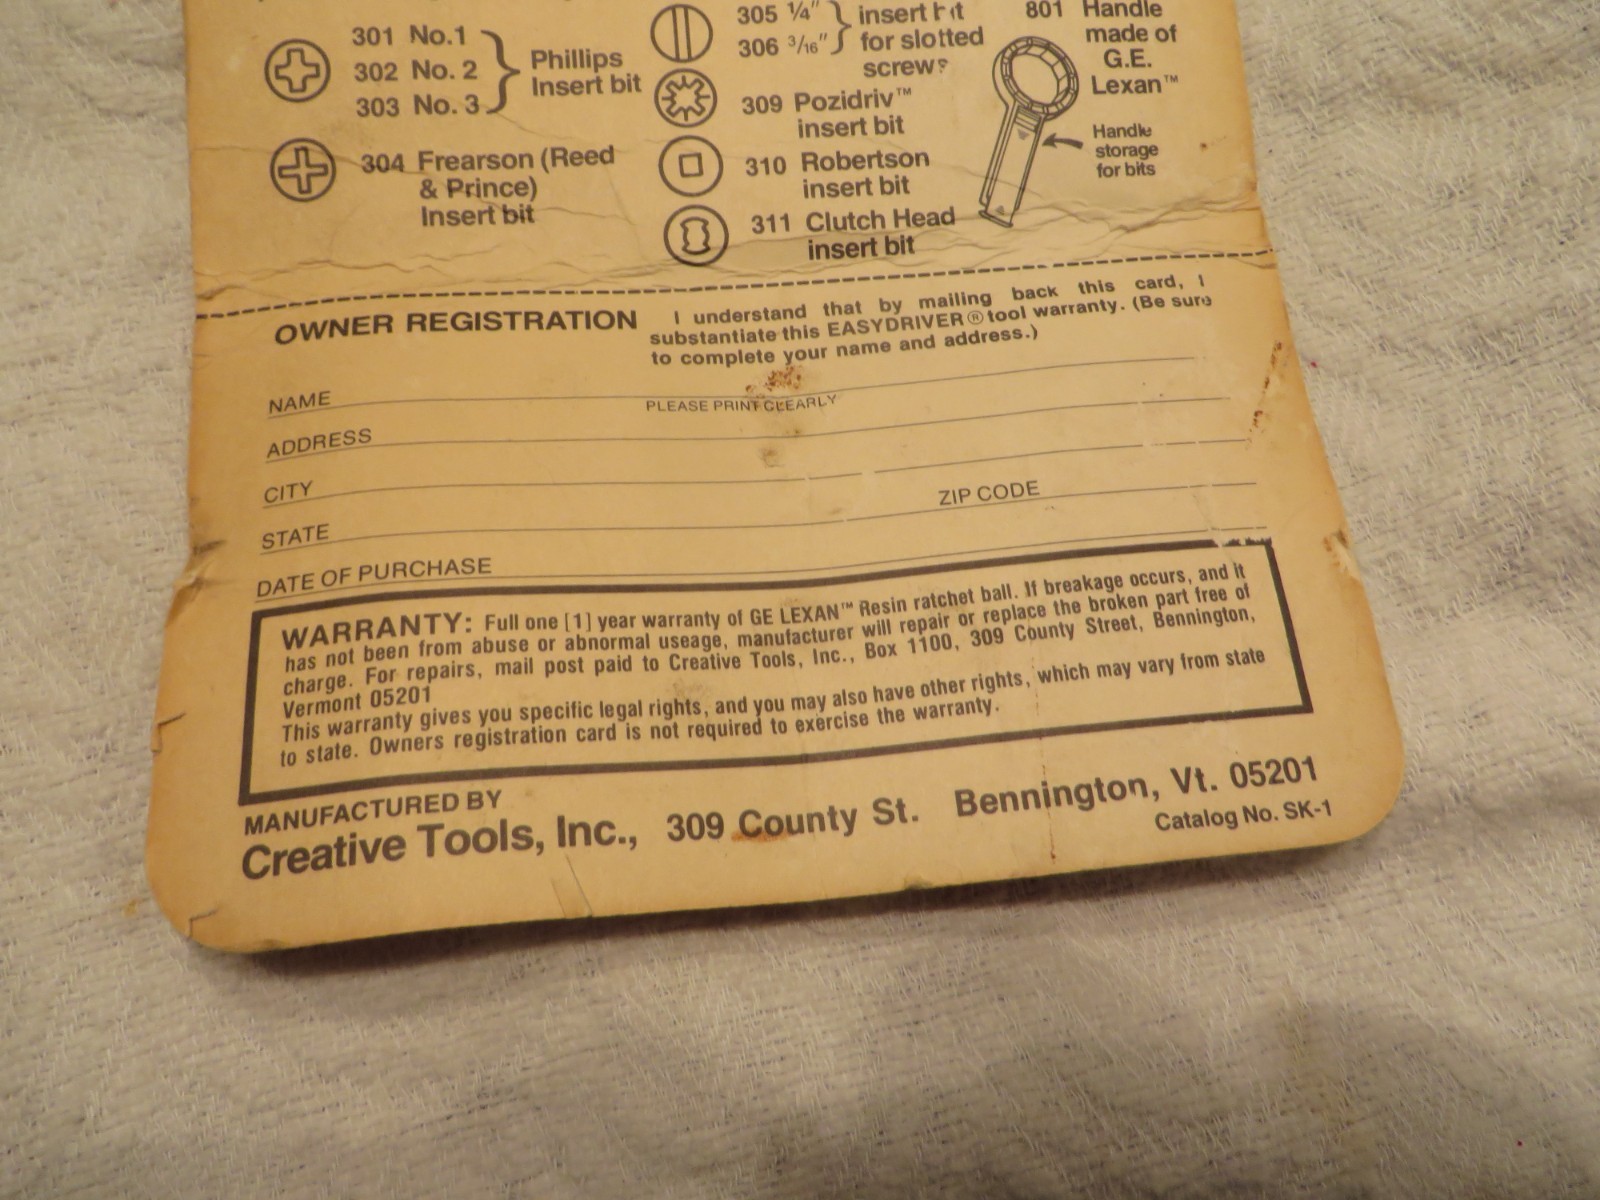 301 No.1
302 No. 2
303 No. 3
Phillips
Insert bit
304 Frearson (Reed
& Prince)
Insert bit
305 1/4"
306 3/16"
insert bit
for slotted
screws
309 Pozidriv™
insert bit
310 Robertson
insert bit
311 Clutch Head
insert bit
801 Handle
made of
G.E.
Lexan™
Handle
storage
for bits
OWNER REGISTRATION
I understand that by mailing back this card, I
substantiate this EASYDRIVER® tool warranty. (Be sure
to complete your name and address.)
NAME
PLEASE PRINT CLEARLY
ADDRESS
CITY
STATE
ZIP CODE
DATE OF PURCHASE
WARRANTY: Full one [1] year warranty of GE LEXAN™ Resin ratchet ball. If breakage occurs, and it
has not been from abuse or abnormal useage, manufacturer will repair or replace the broken part free of
charge. For repairs, mail post paid to Creative Tools, Inc., Box 1100, 309 County Street, Bennington,
Vermont 05201
This warranty gives you specific legal rights, and you may also have other rights, which may vary from state
to state. Owners registration card is not required to exercise the warranty.
MANUFACTURED BY
Creative Tools, Inc., 309 County St. Bennington, Vt. 05201
Catalog No. SK-1